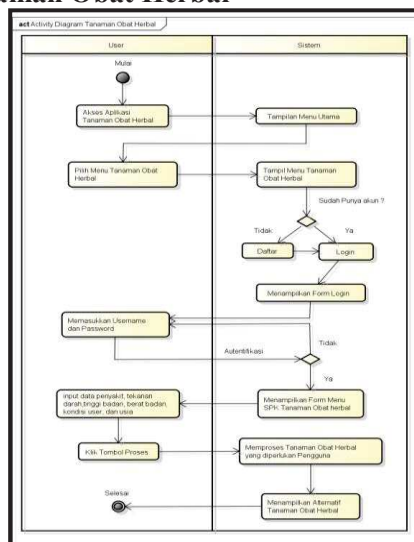 act Activity Diagram Tanaman Obat Herbal
User
Sistem
Mulai
Akses Aplikasi
Tanaman Obat Herbal
Tampilan Menu Utama
Pilih Menu Tanaman Obat
Herbal
Tampil Menu Tanaman
Obat Herbal
Sudah Punya akun ?
Tidak
Ya
Daftar
Login
Menampilkan Form Login
Memasukkan Username
dan Password
Tidak
Autentifikasi
Ya
input data penyakit, tekanan
darah,tinggi badan, berat badan,
kondisi user, dan usia
Menampilkan Form Menu
SPK Tanaman Obat herbal
Klik Tombol Proses
Memproses Tanaman Obat Herbal
yang diperlukan Pengguna
Selesai
Menampilkan Alternatif
Tanaman Obat Herbal